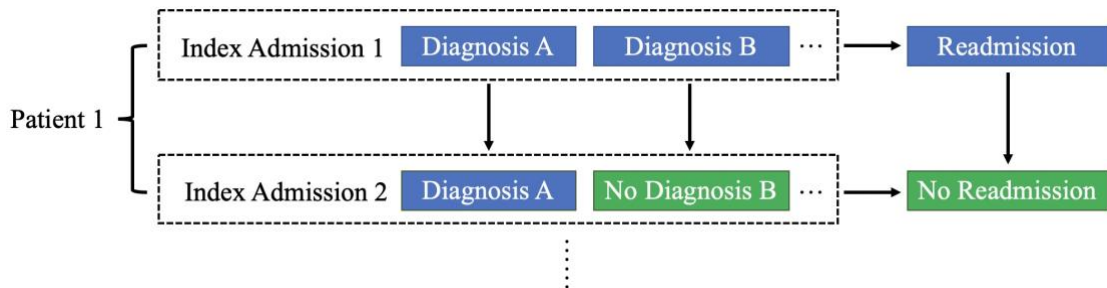 Index Admission 1 Diagnosis A Diagnosis B ... Readmission
Patient 1
Index Admission 2 Diagnosis A No Diagnosis B ... No Readmission